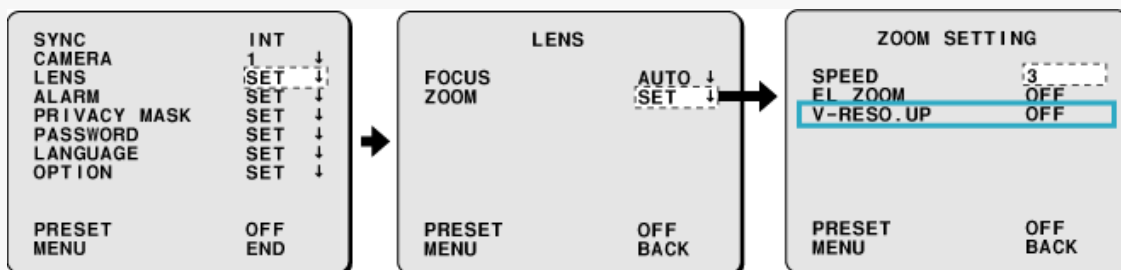 SYNC INT
CAMERA 1 ↓
LENS SET ↓
ALARM SET ↓
PRIVACY MASK SET ↓
PASSWORD SET ↓
LANGUAGE SET ↓
OPTION SET ↓
PRESET OFF
MENU END
LENS
FOCUS AUTO ↓
ZOOM SET ↓
PRESET OFF
MENU BACK
ZOOM SETTING
SPEED 3
EL ZOOM OFF
V-RESO.UP OFF
PRESET OFF
MENU BACK